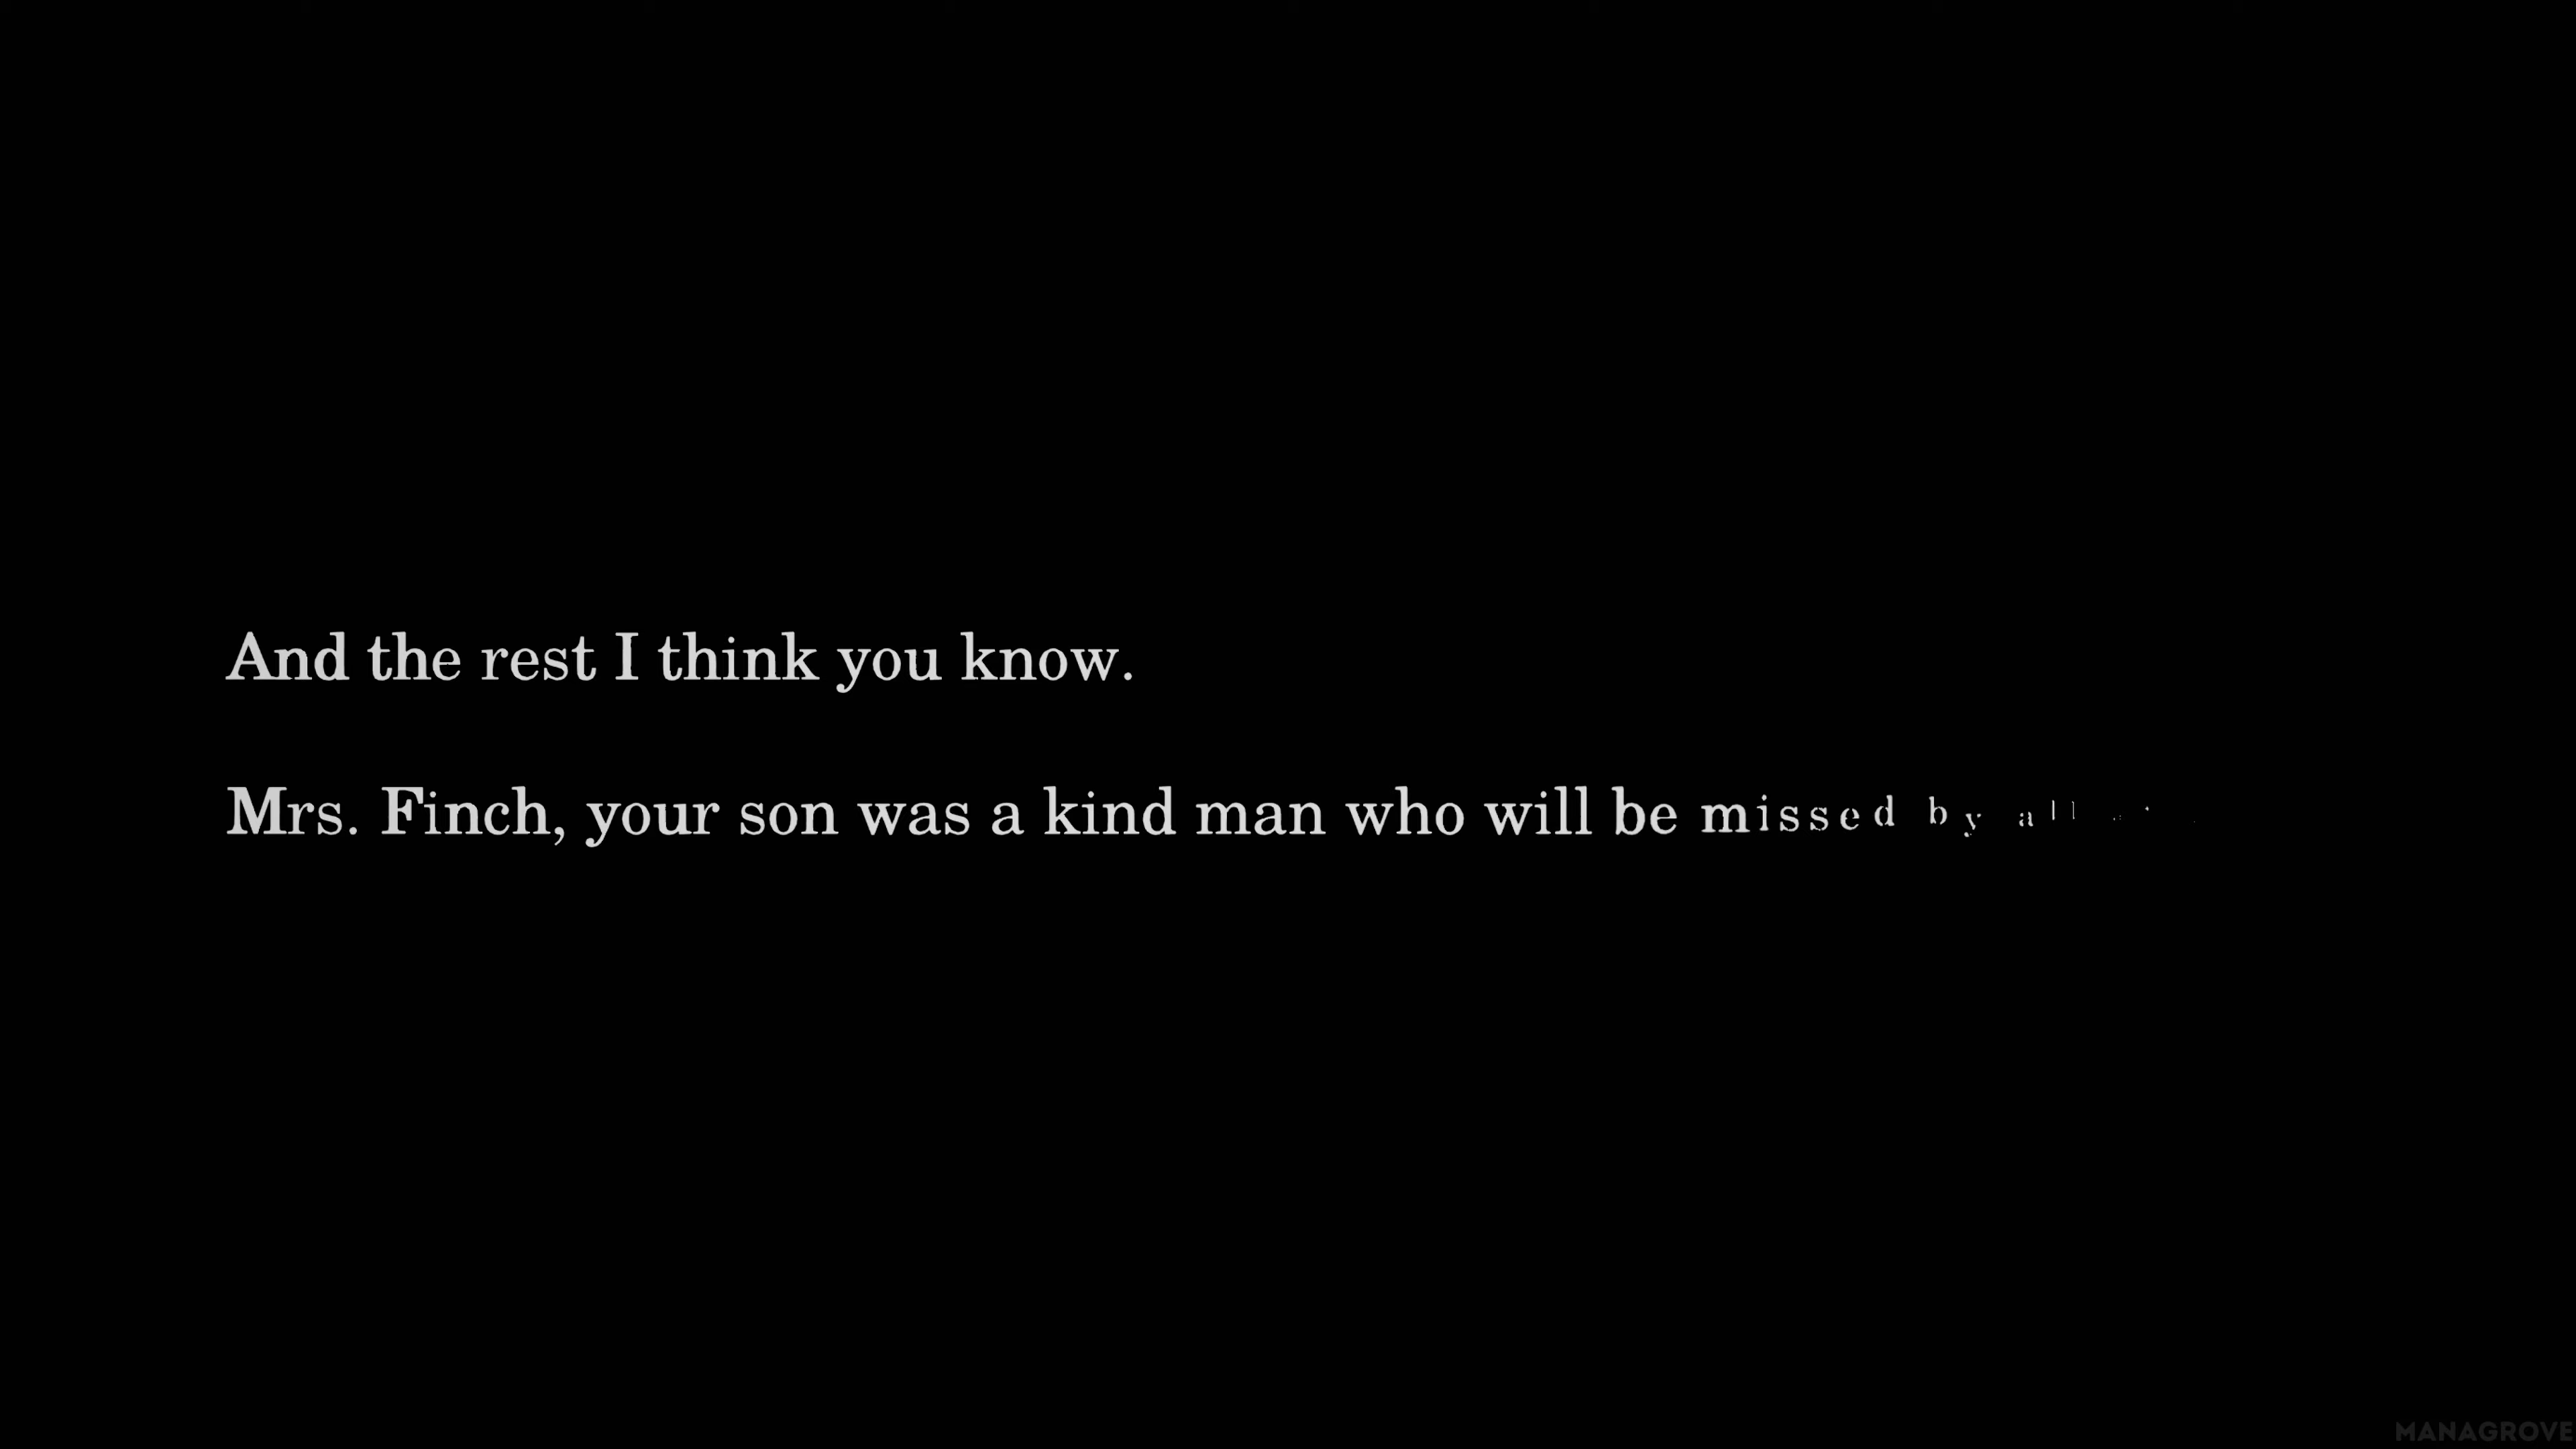 And the rest I think you know.
Mrs. Finch, your son was a kind man who will be missed by all
MANAGROVE